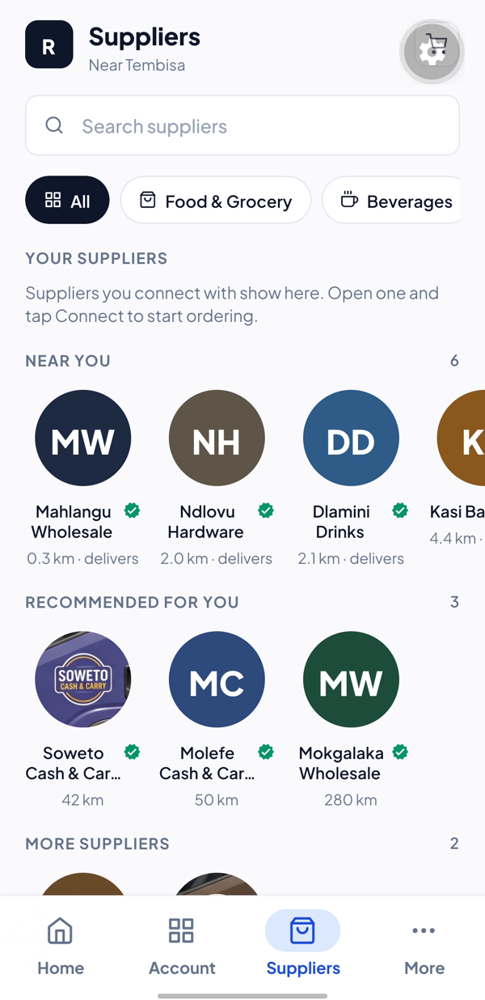 R
Suppliers
Near Tembisa
Search suppliers
All
Food & Grocery
Beverages
YOUR SUPPLIERS
Suppliers you connect with show here. Open one and
tap Connect to start ordering.
NEAR YOU
6
MW
NH
DD
K
Mahlangu
Wholesale
0.3 km · delivers
Ndlovu
Hardware
2.0 km · delivers
Dlamini
Drinks
2.1 km · delivers
Kasi Ba
4.4 km ·
RECOMMENDED FOR YOU
3
SOWETO
CASH & CARRY
MC
MW
Soweto
Cash & Car...
42 km
Molefe
Cash & Car...
50 km
Mokgalaka
Wholesale
280 km
MORE SUPPLIERS
2
Home
Account
Suppliers
More